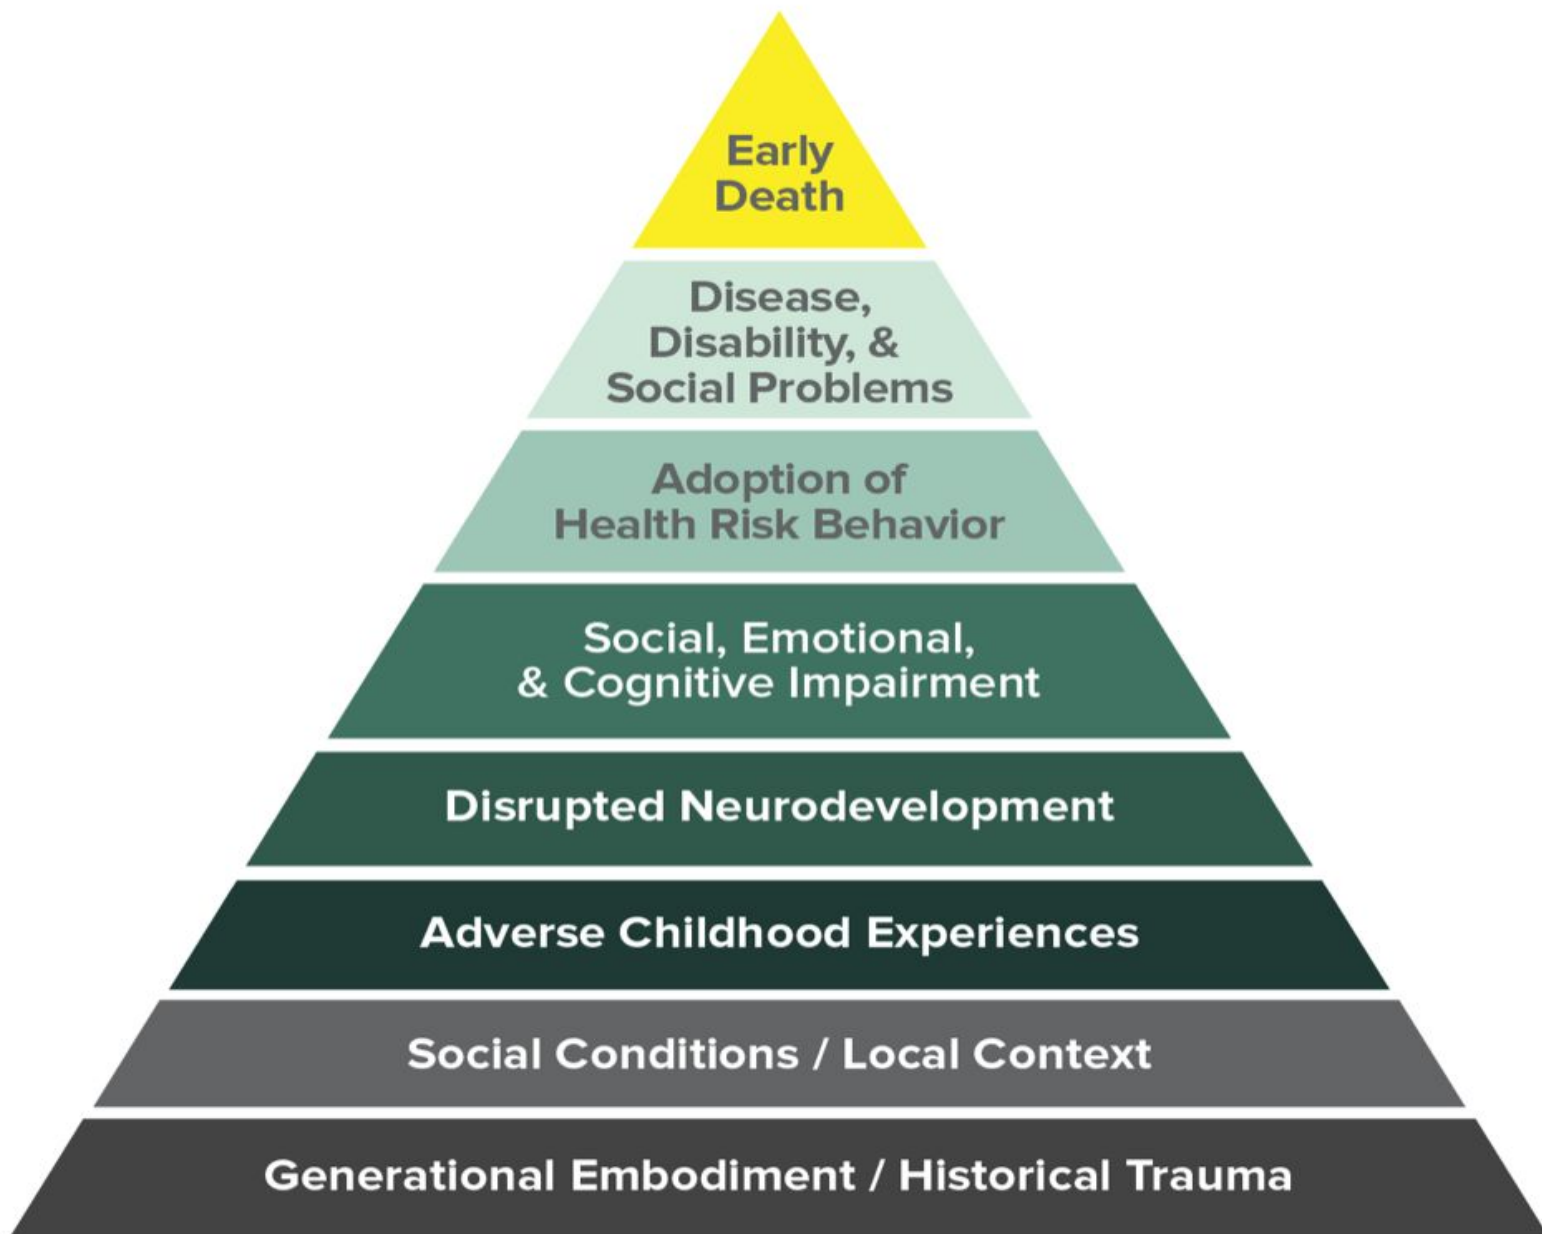 Early
Death
Disease,
Disability, &
Social Problems
Adoption of
Health Risk Behavior
Social, Emotional,
& Cognitive Impairment
Disrupted Neurodevelopment
Adverse Childhood Experiences
Social Conditions / Local Context
Generational Embodiment / Historical Trauma